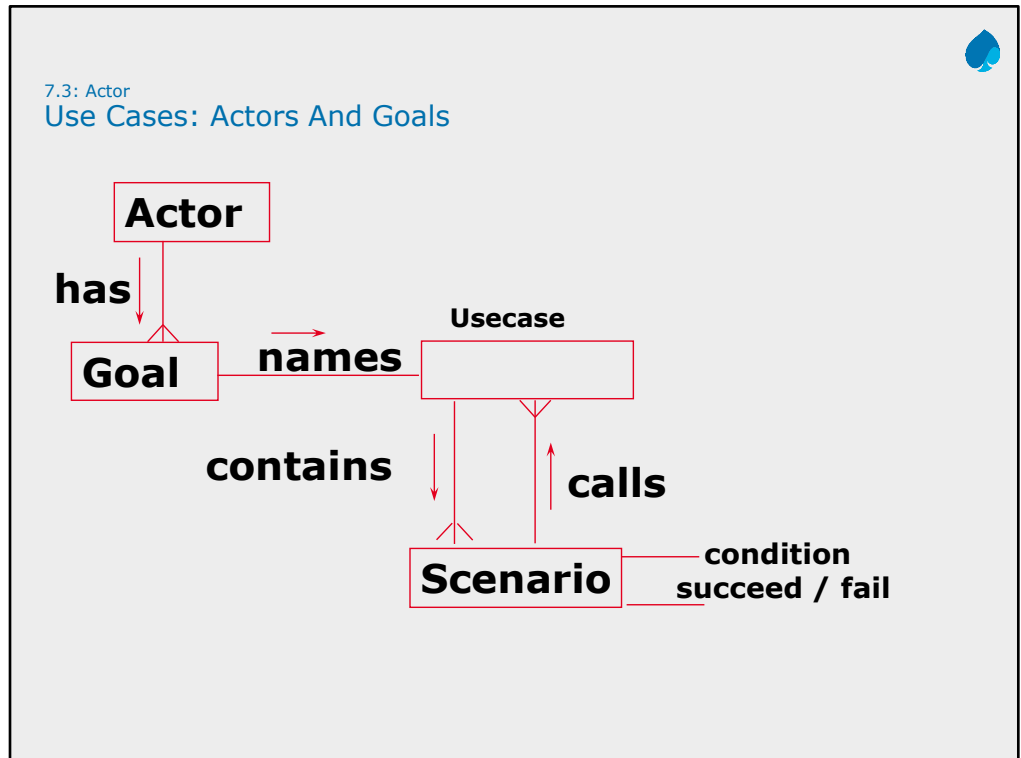 7.3: Actor
Use Cases: Actors And Goals
Actor
has
Usecase
Goal
names
contains
calls
Scenario
condition
succeed / fail